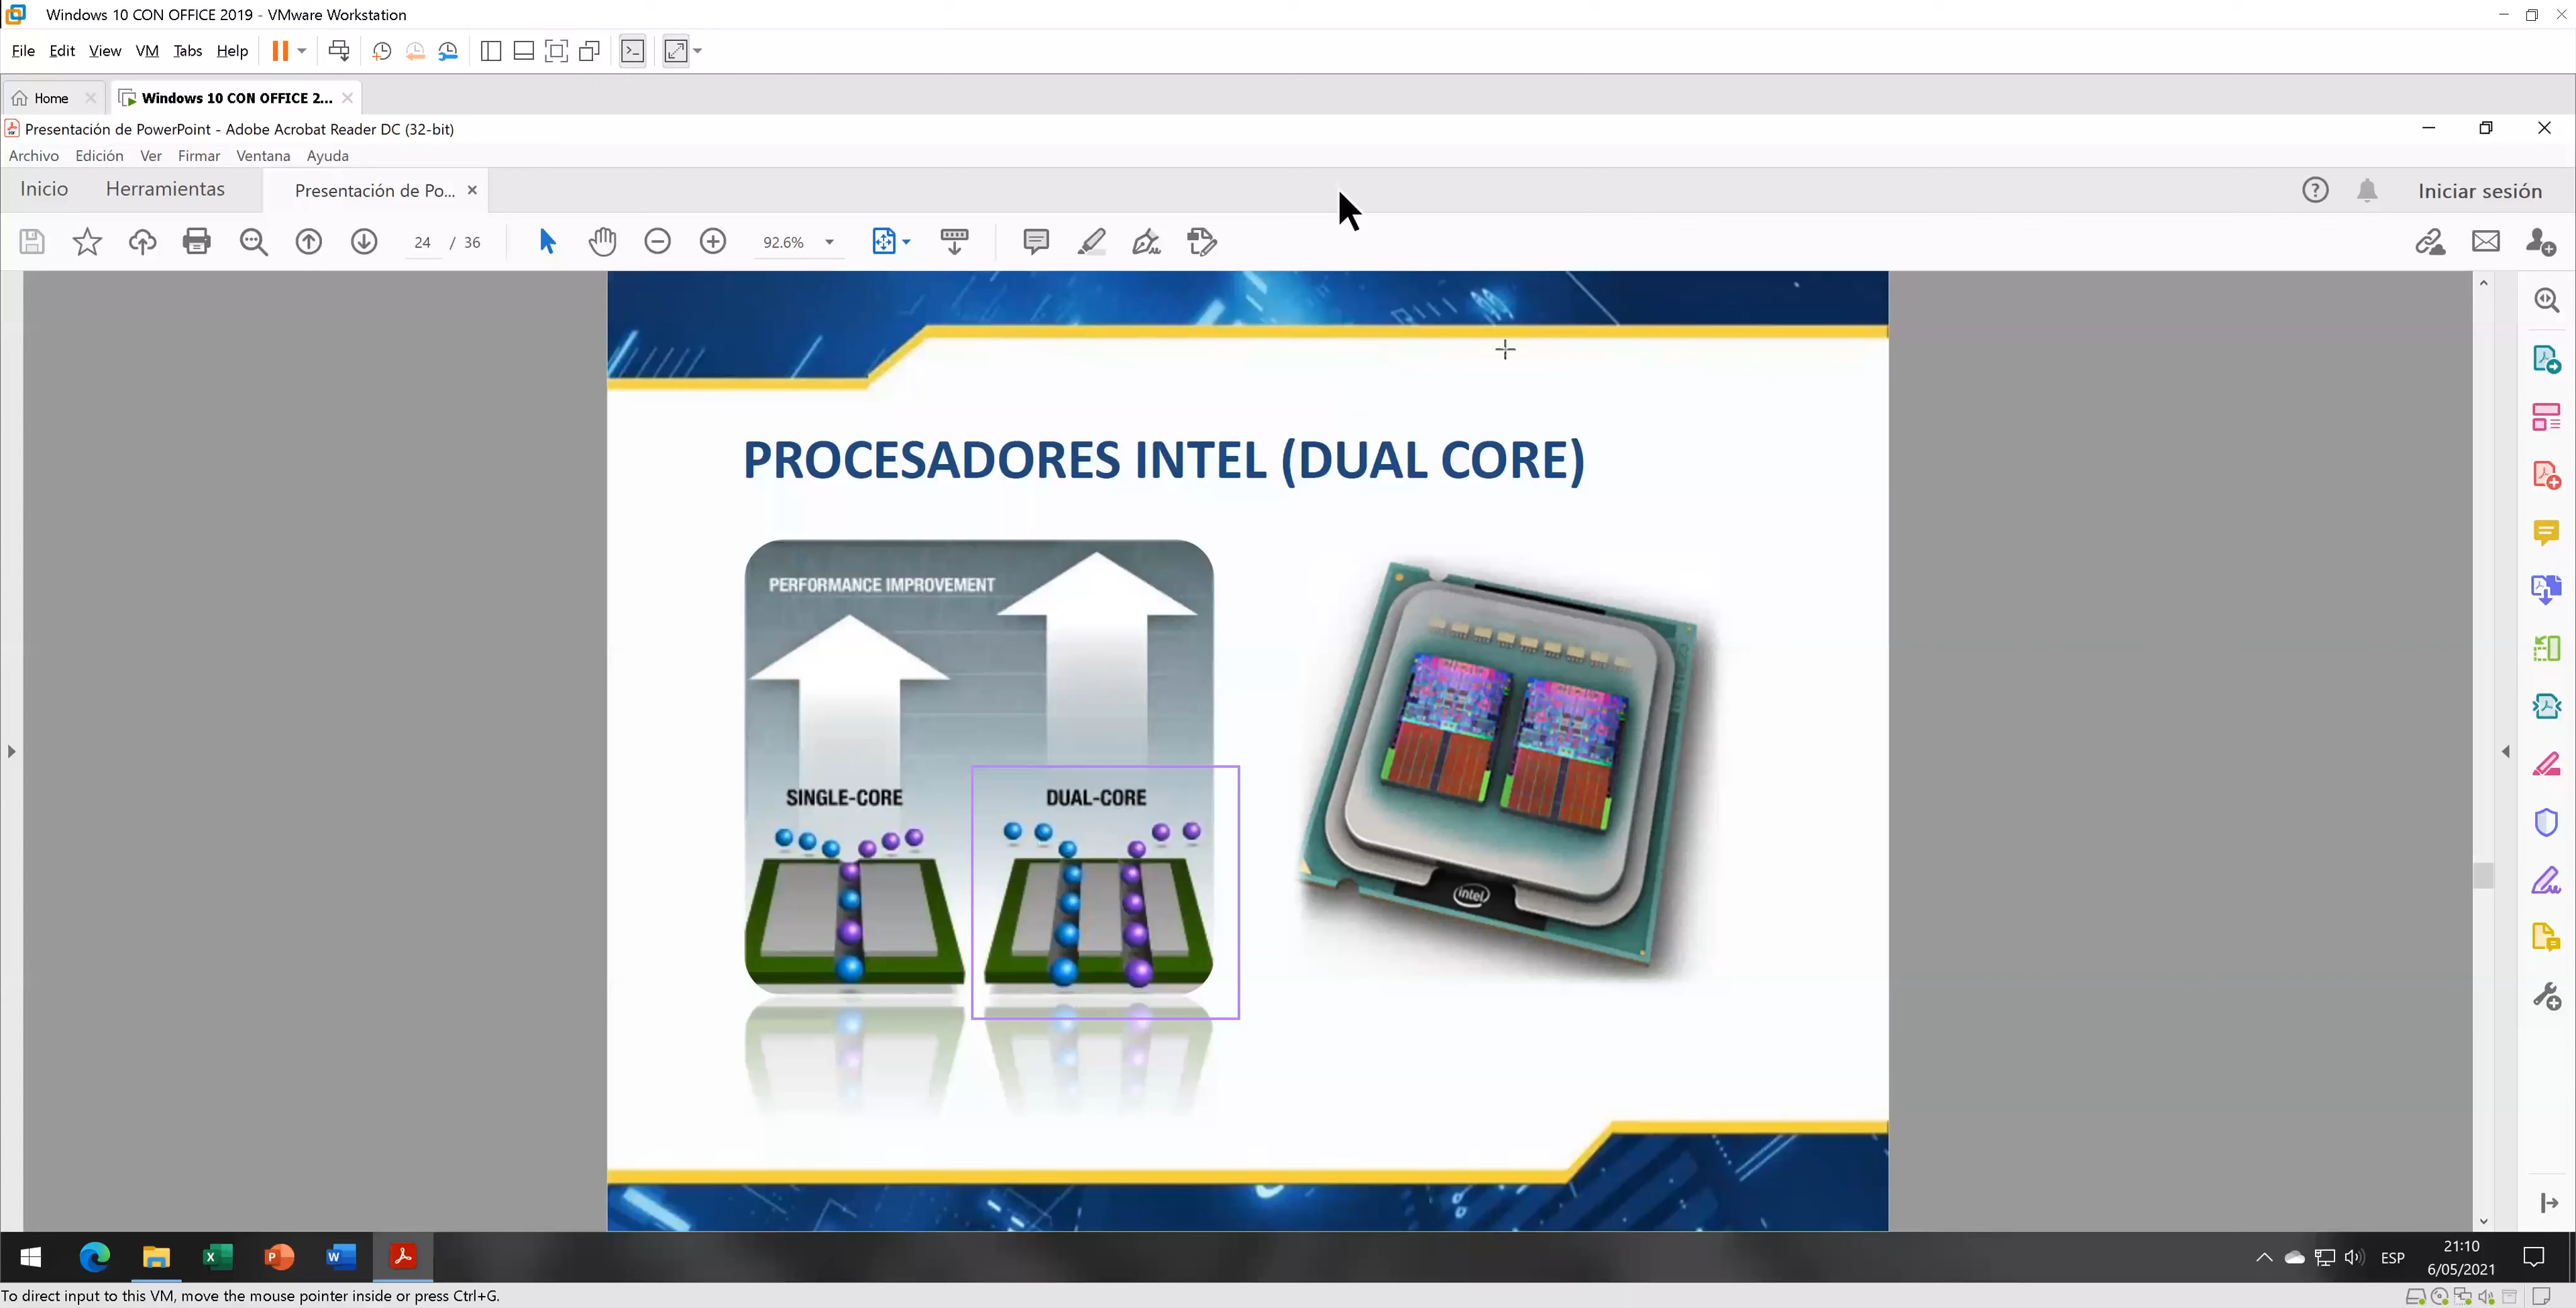 Windows 10 CON OFFICE 2019 - VMware Workstation
File Edit View VM Tabs Help
Home Windows 10 CON OFFICE 2...
Presentación de PowerPoint - Adobe Acrobat Reader DC (32-bit)
Archivo Edición Ver Firmar Ventana Ayuda
Inicio Herramientas Presentación de Po... Iniciar sesión
24 / 36 92.6%
PROCESADORES INTEL (DUAL CORE)
PERFORMANCE IMPROVEMENT
SINGLE-CORE DUAL-CORE
intel
ESP 21:10
6/05/2021
To direct input to this VM, move the mouse pointer inside or press Ctrl+G.